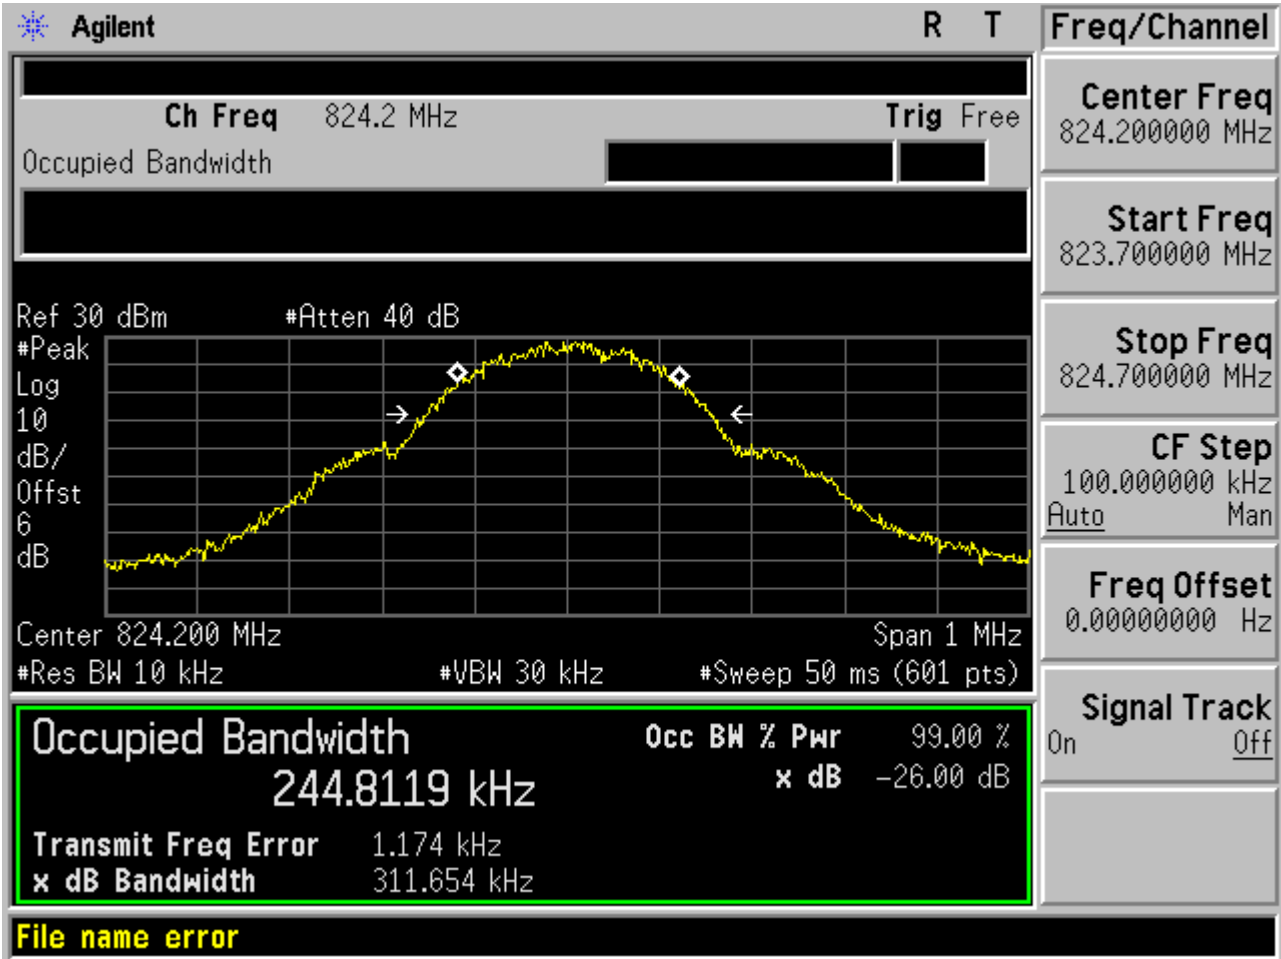 Agilent R T Freq/Channel
Ch Freq 824.2 MHz Trig Free
Occupied Bandwidth
Center Freq
824.200000 MHz
Start Freq
823.700000 MHz
Stop Freq
824.700000 MHz
CF Step
100.000000 kHz
Auto Man
Freq Offset
0.00000000 Hz
Signal Track
On Off
Ref 30 dBm #Atten 40 dB
#Peak
Log
10
dB/
Offst
6
dB
Center 824.200 MHz Span 1 MHz
#Res BW 10 kHz #VBW 30 kHz #Sweep 50 ms (601 pts)
Occupied Bandwidth
244.8119 kHz
Occ BW % Pwr 99.00 %
x dB -26.00 dB
Transmit Freq Error 1.174 kHz
x dB Bandwidth 311.654 kHz
File name error